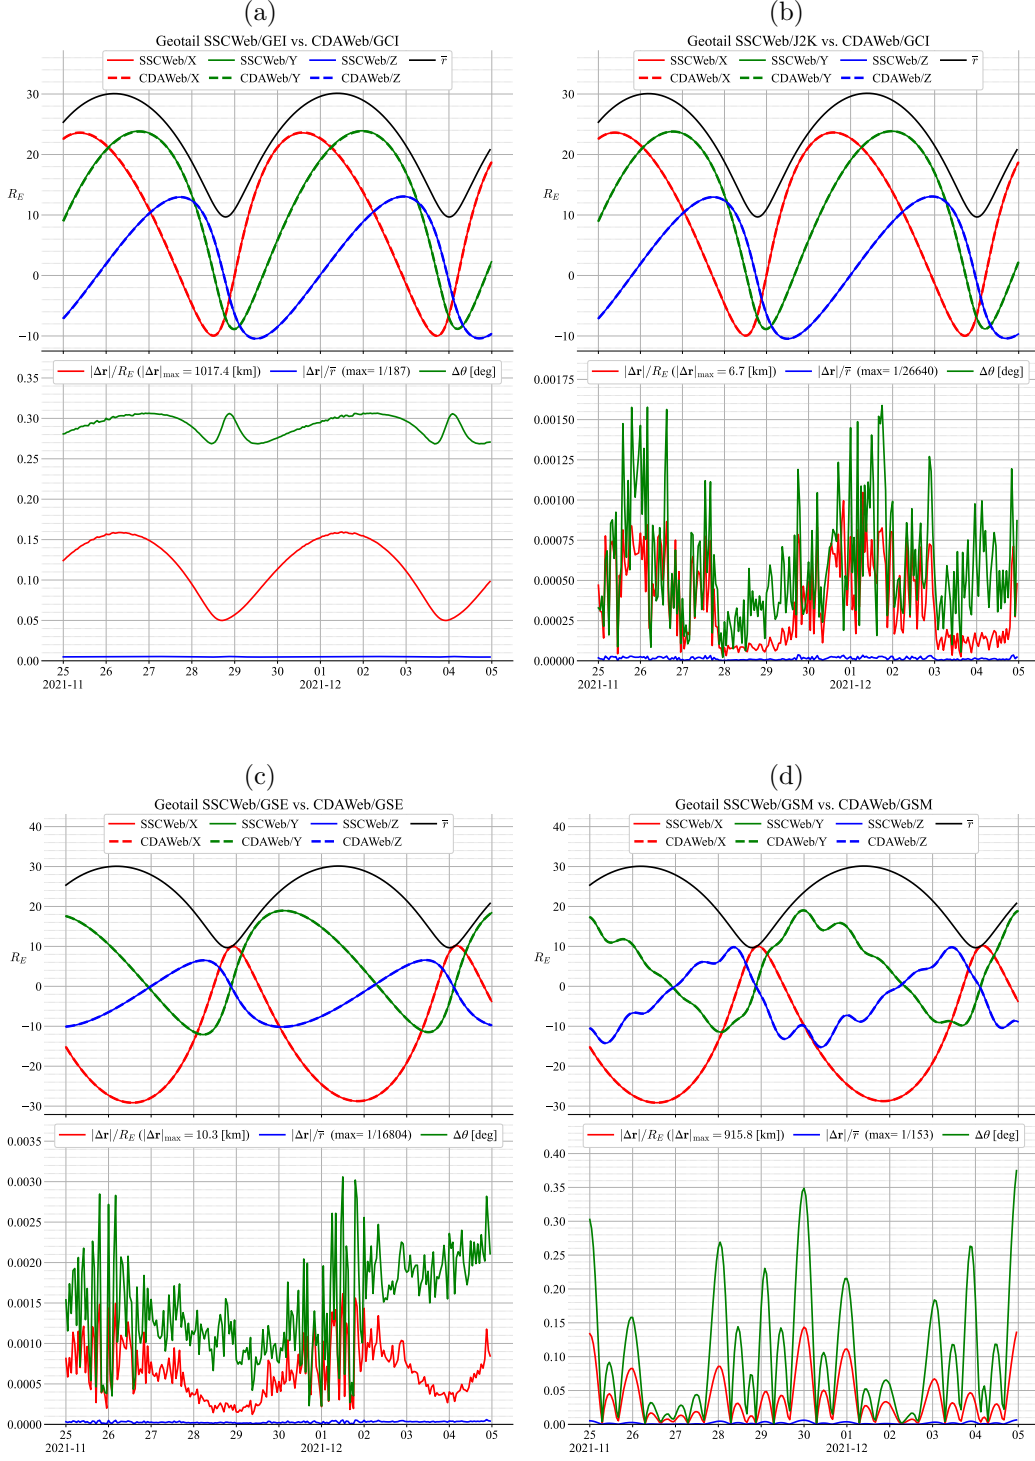 (a)
Geotail SSCWeb/GEI vs. CDAWeb/GCI
SSCWeb/X SSCWeb/Y SSCWeb/Z r̅
CDAWeb/X CDAWeb/Y CDAWeb/Z
30
20
R_E
10
0
−10
|Δr|/R_E (|Δr|max = 1017.4 [km]) |Δr|/r̅ (max= 1/187) Δθ [deg]
0.35
0.30
0.25
0.20
0.15
0.10
0.05
0.00
25 26 27 28 29 30 01 02 03 04 05
2021-11 2021-12
(b)
Geotail SSCWeb/J2K vs. CDAWeb/GCI
SSCWeb/X SSCWeb/Y SSCWeb/Z r̅
CDAWeb/X CDAWeb/Y CDAWeb/Z
30
20
R_E
10
0
−10
|Δr|/R_E (|Δr|max = 6.7 [km]) |Δr|/r̅ (max= 1/26640) Δθ [deg]
0.00175
0.00150
0.00125
0.00100
0.00075
0.00050
0.00025
0.00000
25 26 27 28 29 30 01 02 03 04 05
2021-11 2021-12
(c)
Geotail SSCWeb/GSE vs. CDAWeb/GSE
SSCWeb/X SSCWeb/Y SSCWeb/Z r̅
CDAWeb/X CDAWeb/Y CDAWeb/Z
40
30
20
10
R_E
0
−10
−20
−30
|Δr|/R_E (|Δr|max = 10.3 [km]) |Δr|/r̅ (max= 1/16804) Δθ [deg]
0.0035
0.0030
0.0025
0.0020
0.0015
0.0010
0.0005
0.0000
25 26 27 28 29 30 01 02 03 04 05
2021-11 2021-12
(d)
Geotail SSCWeb/GSM vs. CDAWeb/GSM
SSCWeb/X SSCWeb/Y SSCWeb/Z r̅
CDAWeb/X CDAWeb/Y CDAWeb/Z
40
30
20
10
R_E
0
−10
−20
−30
|Δr|/R_E (|Δr|max = 915.8 [km]) |Δr|/r̅ (max= 1/153) Δθ [deg]
0.40
0.35
0.30
0.25
0.20
0.15
0.10
0.05
0.00
25 26 27 28 29 30 01 02 03 04 05
2021-11 2021-12